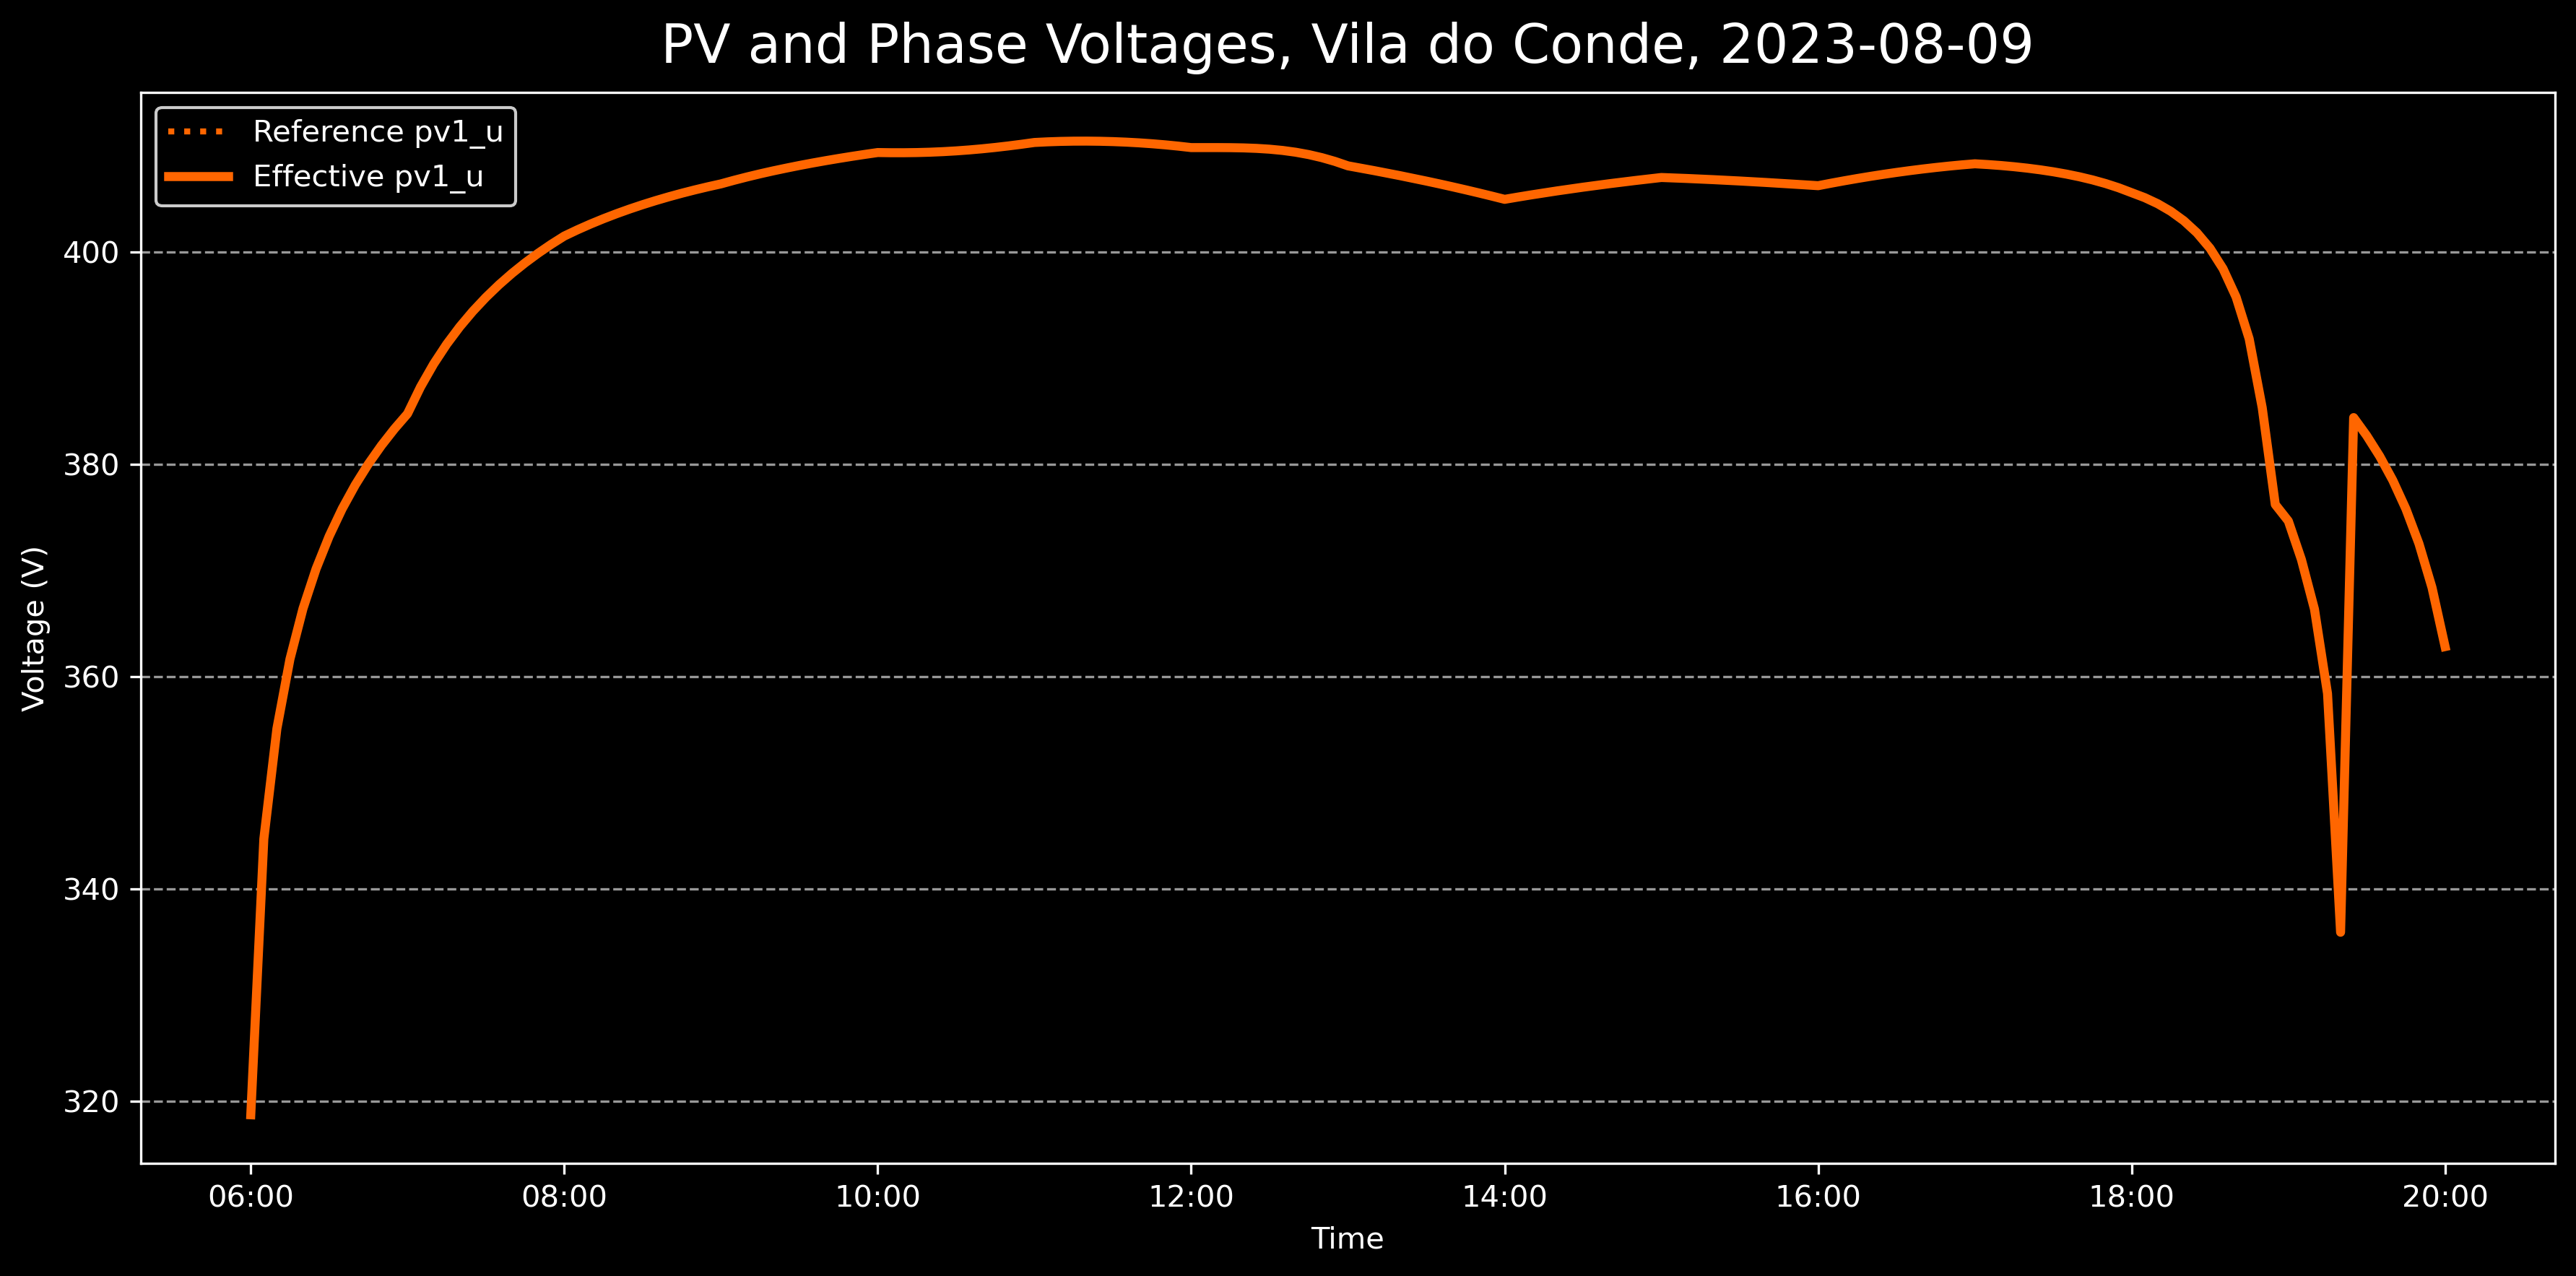 PV and Phase Voltages, Vila do Conde, 2023-08-09
Reference pv1_u
Effective pv1_u
Voltage (V)
400
380
360
340
320
06:00 08:00 10:00 12:00 14:00 16:00 18:00 20:00
Time